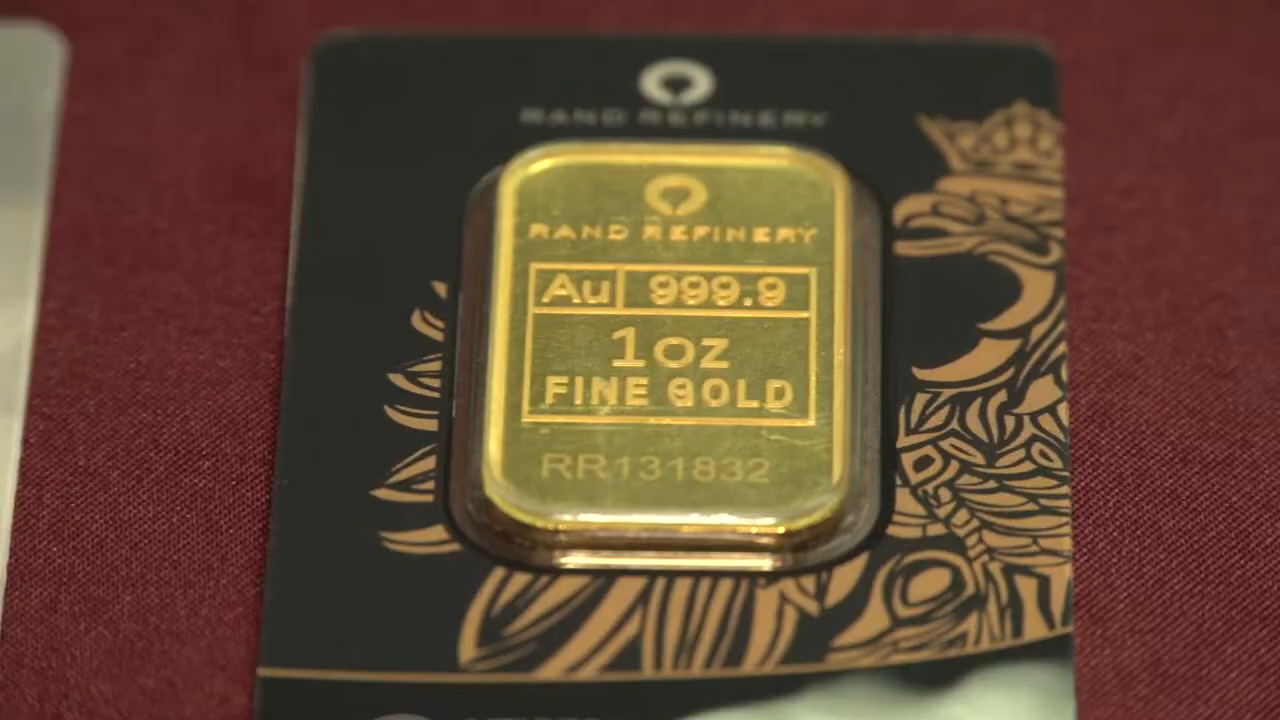 RAND REFINERY
RAND REFINERY
Au 999.9
1oz
FINE GOLD
RR131832